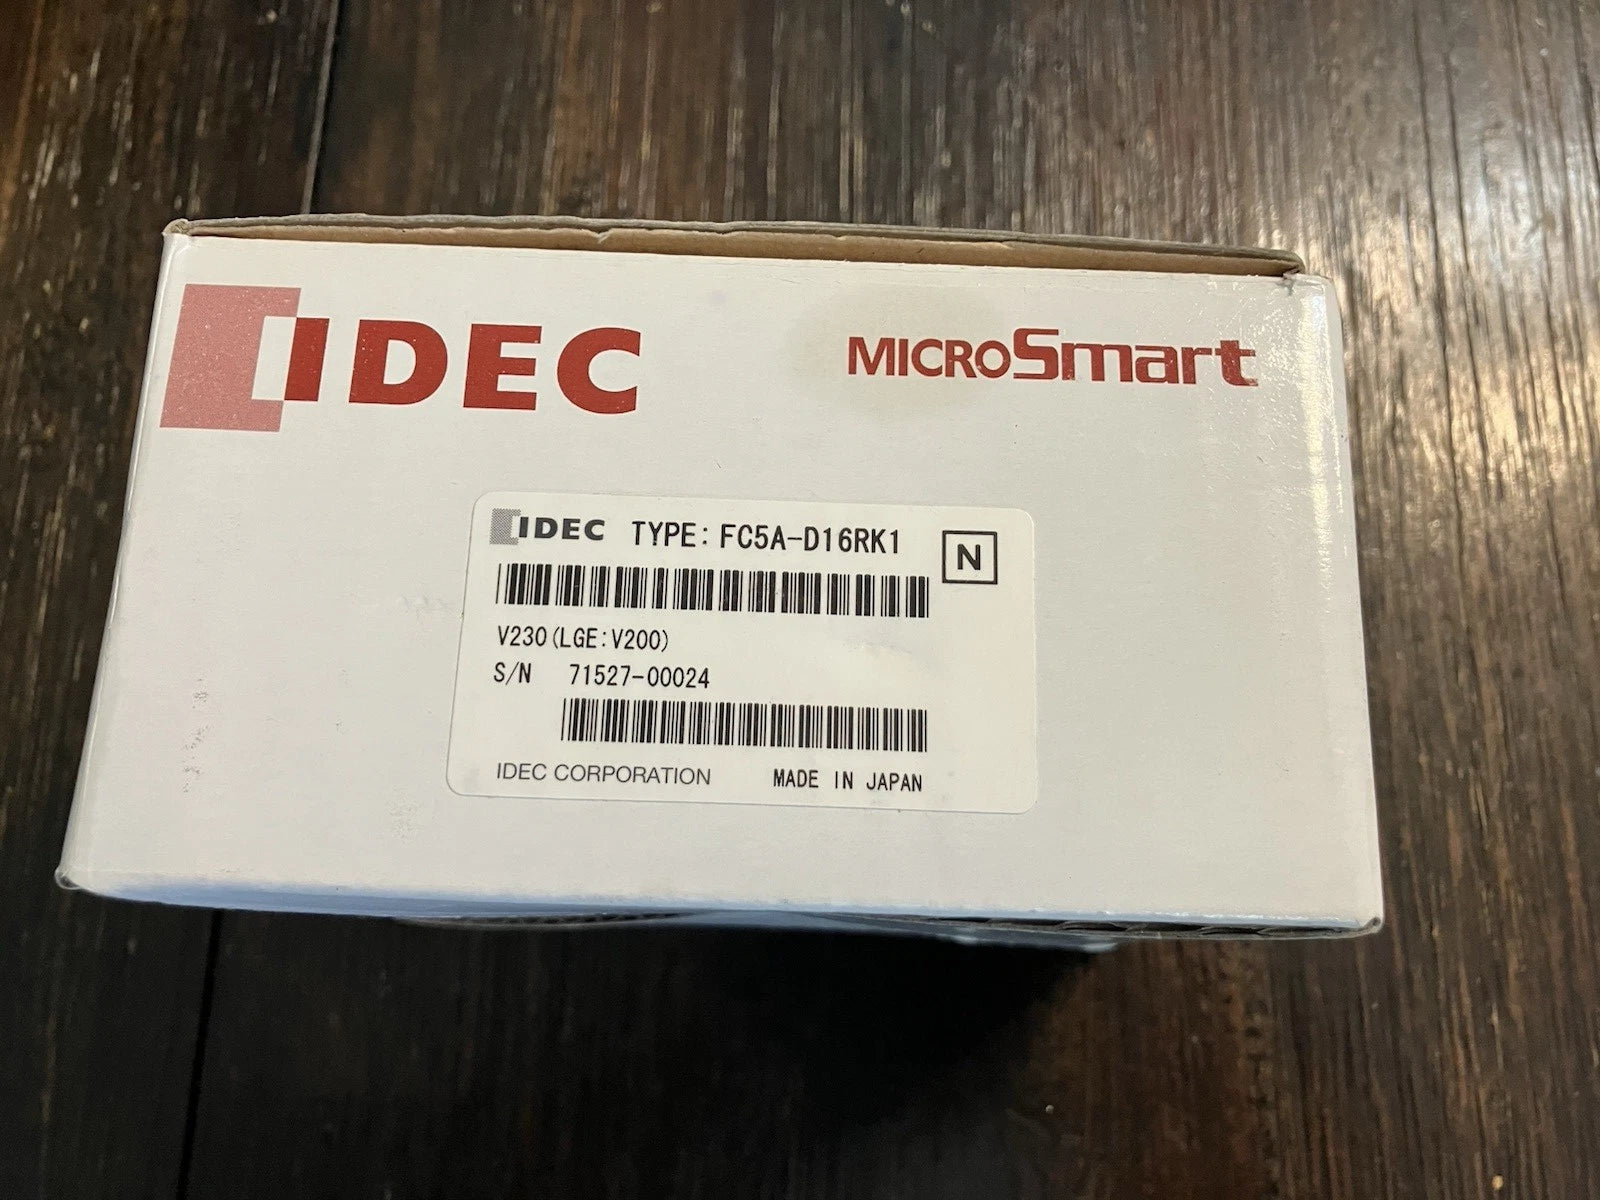 IDEC MICROSmart
IDEC TYPE: FC5A-D16RK1 N
V230(LGE:V200)
S/N 71527-00024
IDEC CORPORATION MADE IN JAPAN